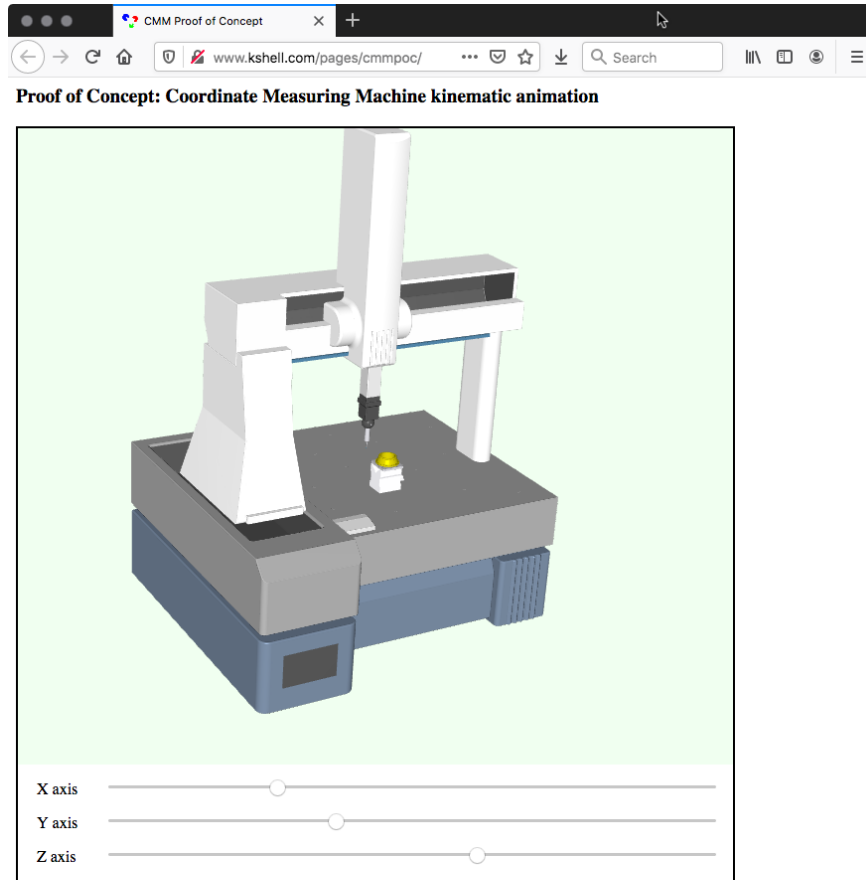 CMM Proof of Concept
www.kshell.com/pages/cmmpoc/
Search
Proof of Concept: Coordinate Measuring Machine kinematic animation
X axis
Y axis
Z axis